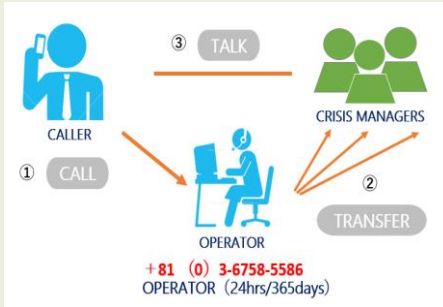 ③ TALK
CALLER
CRISIS MANAGERS
① CALL
②
TRANSFER
OPERATOR
+81 (0) 3-6758-5586
OPERATOR (24hrs/365days)